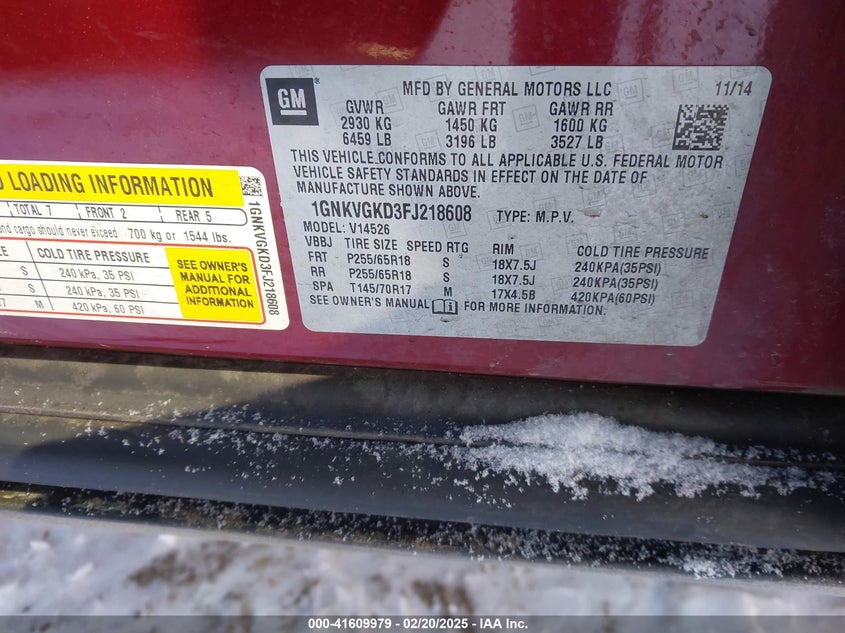 GM
MFD BY GENERAL MOTORS LLC 11/14
GVWR GAWR FRT GAWR RR
2930 KG 1450 KG 1600 KG
6459 LB 3196 LB 3527 LB
THIS VEHICLE CONFORMS TO ALL APPLICABLE U.S. FEDERAL MOTOR
VEHICLE SAFETY STANDARDS IN EFFECT ON THE DATE OF
MANUFACTURE SHOWN ABOVE.
1GNKVGKD3FJ218608 TYPE: M.P.V.
MODEL: V14526
VBBJ TIRE SIZE SPEED RTG RIM COLD TIRE PRESSURE
FRT P255/65R18 S 18X7.5J 240KPA(35PSI)
RR P255/65R18 S 18X7.5J 240KPA(35PSI)
SPA T145/70R17 M 17X4.5B 420KPA(60PSI)
SEE OWNER'S MANUAL FOR MORE INFORMATION.
LOADING INFORMATION
TOTAL 7 FRONT 2 REAR 5
and cargo should never exceed 700 kg or 1544 lbs.
COLD TIRE PRESSURE
S 240 kPa, 35 PSI
S 240 kPa, 35 PSI
M 420 kPa, 60 PSI
SEE OWNER'S
MANUAL FOR
ADDITIONAL
INFORMATION
1GNKVGKD3FJ218608
000-41609979 - 02/20/2025 - IAA Inc.